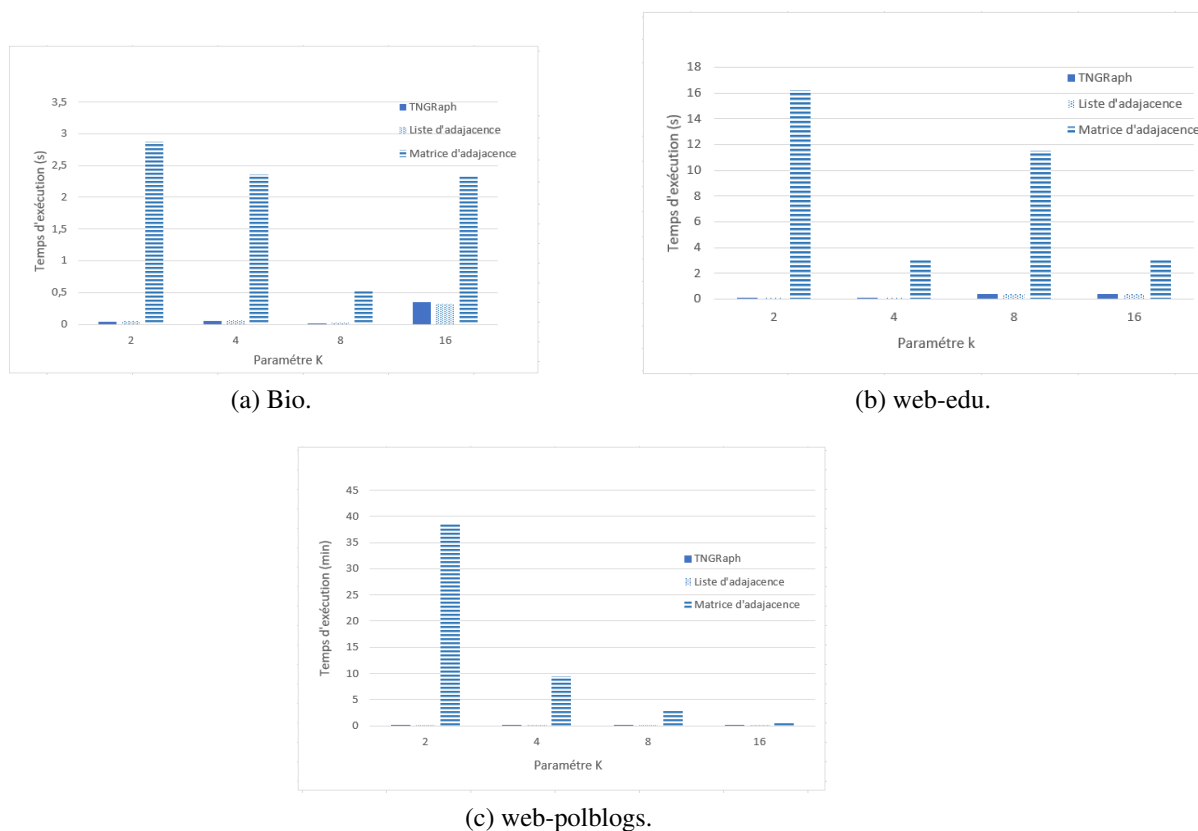 3,5
3
2,5
2
1,5
1
0,5
0
Temps d'exécution (s)
TNGRaph
Liste d'adajacence
Matrice d'adajacence
2 4 8 16
Paramétre K
(a) Bio.
18
16
14
12
10
8
6
4
2
0
Temps d'exécution (s)
TNGRaph
Liste d'adajacence
Matrice d'adajacence
2 4 8 16
Paramétre k
(b) web-edu.
45
40
35
30
25
20
15
10
5
0
Temps d'exécution (min)
TNGRaph
Liste d'adajacence
Matrice d'adajacence
2 4 8 16
Paramétre K
(c) web-polblogs.